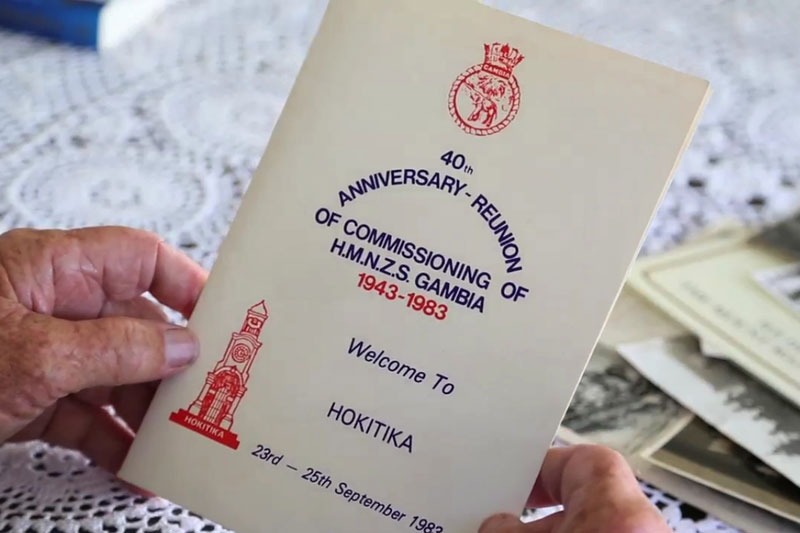 GAMBIA
40th
ANNIVERSARY - REUNION OF
OF COMMISSIONING
H.M.N.Z.S. GAMBIA
1943-1983
Welcome To
HOKITIKA
HOKITIKA
23rd — 25th September 1983